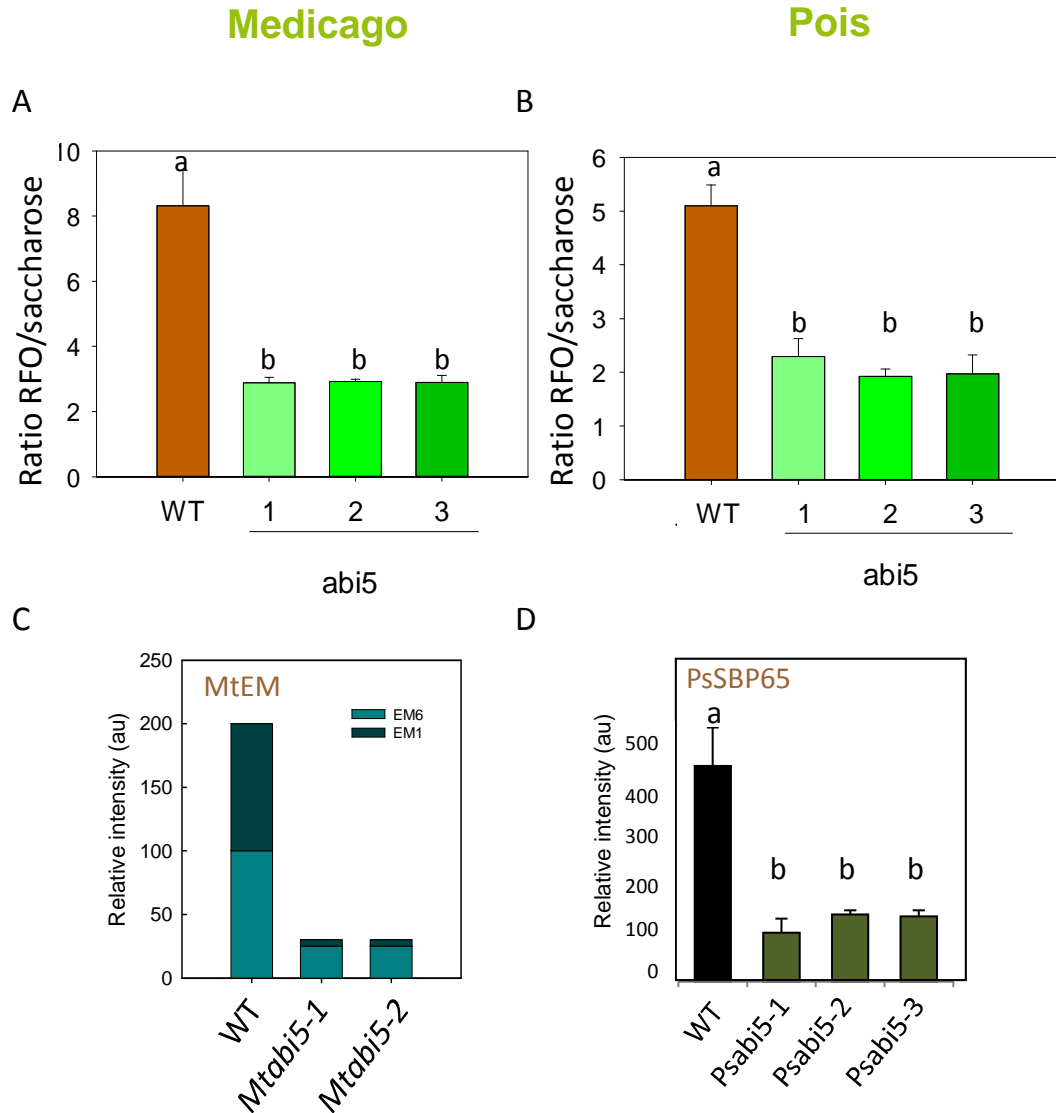 Medicago
Pois
A
B
Ratio RFO/saccharose
10
8
6
4
2
0
a
b
b
b
WT
1
2
3
abi5
Ratio RFO/saccharose
6
5
4
3
2
1
0
a
b
b
b
WT
1
2
3
abi5
C
D
Relative intensity (au)
250
200
150
100
50
0
MtEM
EM6
EM1
WT
Mtabi5-1
Mtabi5-2
Relative intensity (au)
500
400
300
200
100
0
PsSBP65
a
b
b
b
WT
Psabi5-1
Psabi5-2
Psabi5-3